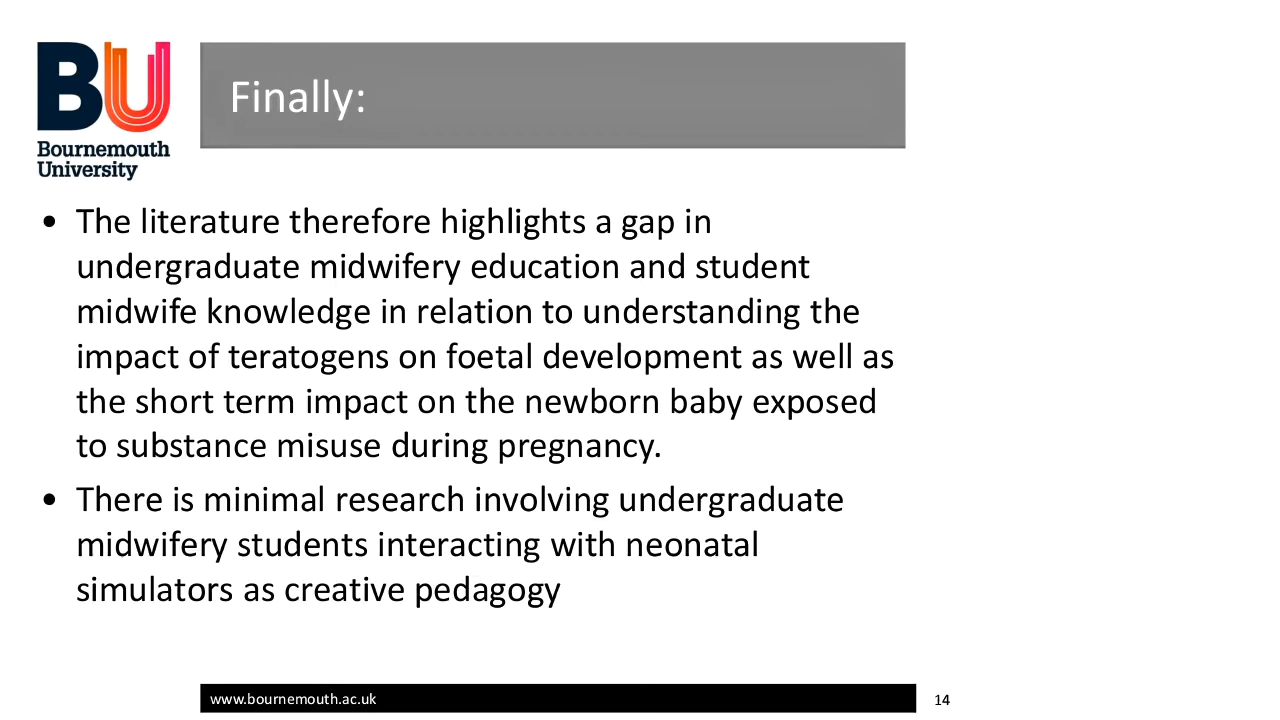 BU
Bournemouth
University
Finally:
• The literature therefore highlights a gap in
undergraduate midwifery education and student
midwife knowledge in relation to understanding the
impact of teratogens on foetal development as well as
the short term impact on the newborn baby exposed
to substance misuse during pregnancy.
• There is minimal research involving undergraduate
midwifery students interacting with neonatal
simulators as creative pedagogy
www.bournemouth.ac.uk
14